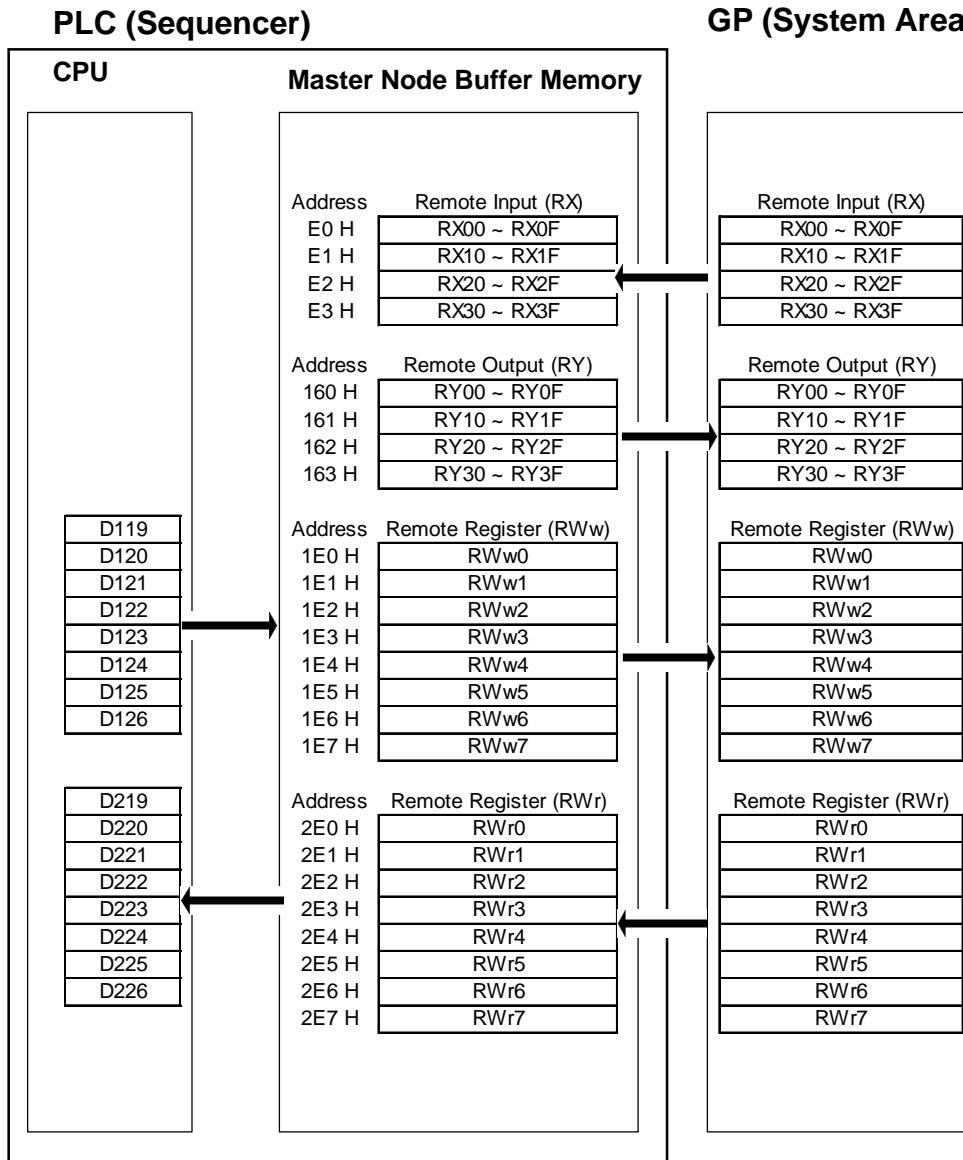 PLC (Sequencer) GP (System Area
CPU
Master Node Buffer Memory
Address Remote Input (RX) Remote Input (RX)
E0 H RX00 ~ RX0F RX00 ~ RX0F
E1 H RX10 ~ RX1F RX10 ~ RX1F
E2 H RX20 ~ RX2F RX20 ~ RX2F
E3 H RX30 ~ RX3F RX30 ~ RX3F
Address Remote Output (RY) Remote Output (RY)
160 H RY00 ~ RY0F RY00 ~ RY0F
161 H RY10 ~ RY1F RY10 ~ RY1F
162 H RY20 ~ RY2F RY20 ~ RY2F
163 H RY30 ~ RY3F RY30 ~ RY3F
D119 Address Remote Register (RWw) Remote Register (RWw)
D120 1E0 H RWw0 RWw0
D121 1E1 H RWw1 RWw1
D122 1E2 H RWw2 RWw2
D123 1E3 H RWw3 RWw3
D124 1E4 H RWw4 RWw4
D125 1E5 H RWw5 RWw5
D126 1E6 H RWw6 RWw6
1E7 H RWw7 RWw7
D219 Address Remote Register (RWr) Remote Register (RWr)
D220 2E0 H RWr0 RWr0
D221 2E1 H RWr1 RWr1
D222 2E2 H RWr2 RWr2
D223 2E3 H RWr3 RWr3
D224 2E4 H RWr4 RWr4
D225 2E5 H RWr5 RWr5
D226 2E6 H RWr6 RWr6
2E7 H RWr7 RWr7